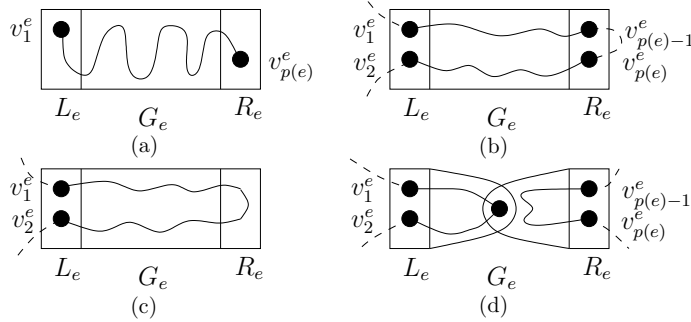 $v_1^e$ $v_{p(e)}^e$ $L_e$ $G_e$ $R_e$
(a)
$v_1^e$ $v_2^e$ $v_{p(e)-1}^e$ $v_{p(e)}^e$ $L_e$ $G_e$ $R_e$
(b)
$v_1^e$ $v_2^e$ $L_e$ $G_e$ $R_e$
(c)
$v_1^e$ $v_2^e$ $v_{p(e)-1}^e$ $v_{p(e)}^e$ $L_e$ $G_e$ $R_e$
(d)